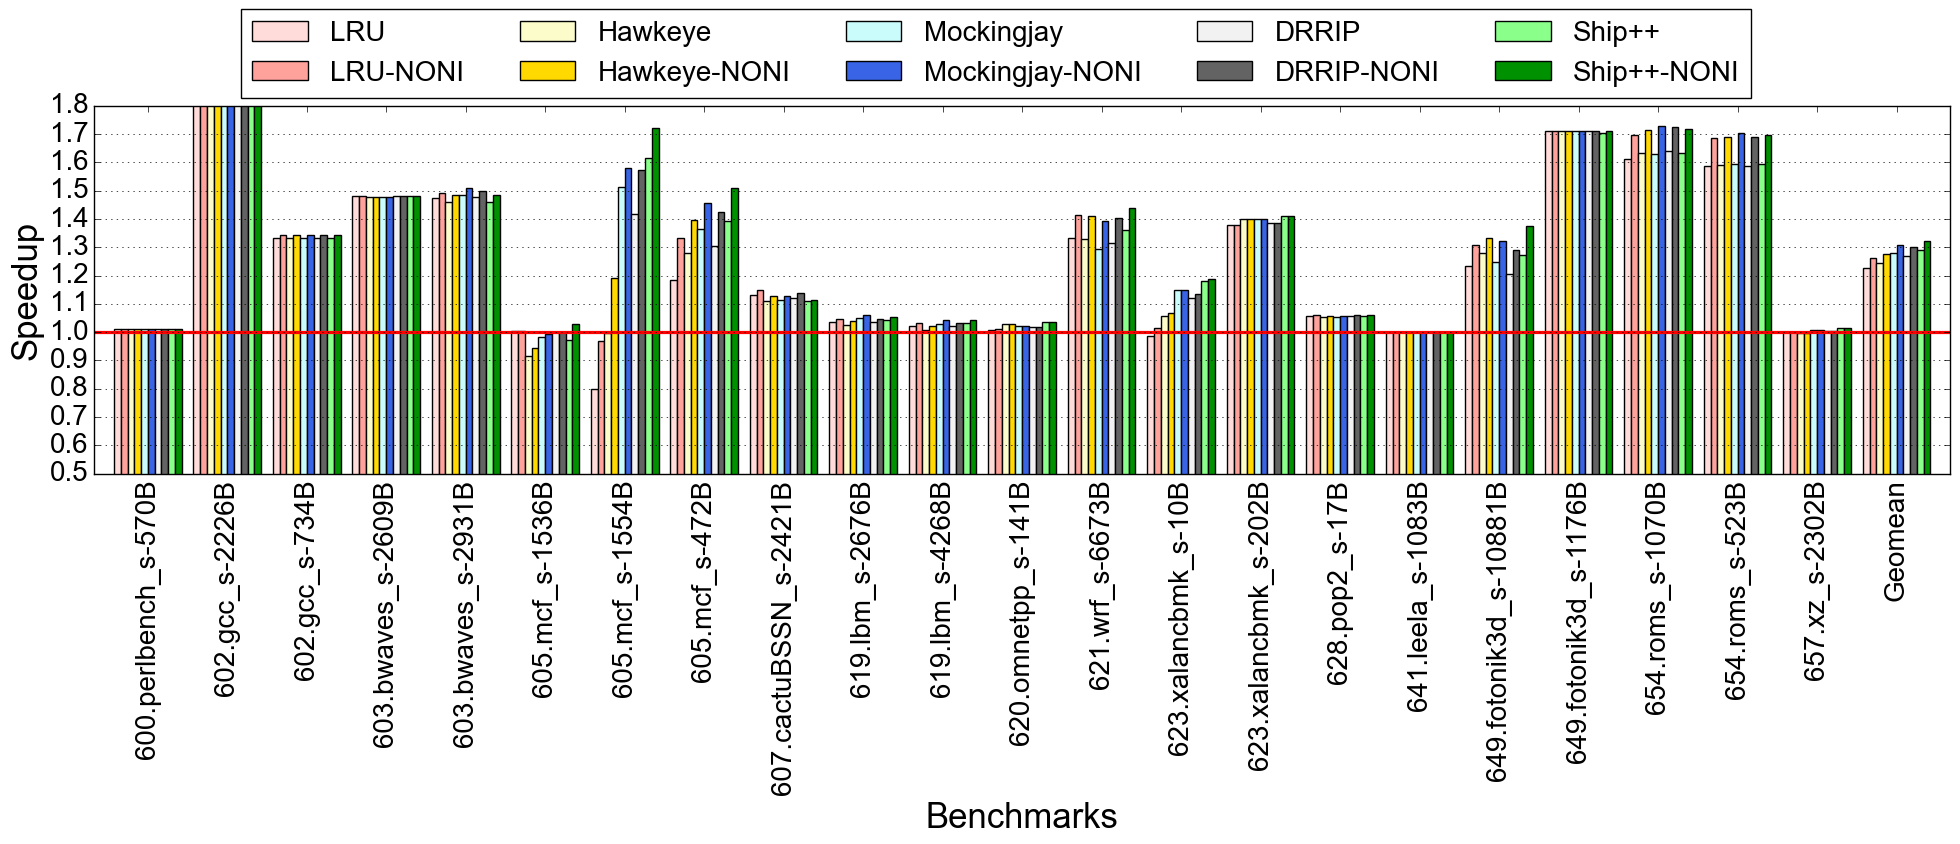 LRU Hawkeye Mockingjay DRRIP Ship++
LRU-NONI Hawkeye-NONI Mockingjay-NONI DRRIP-NONI Ship++-NONI
Speedup
1.8
1.7
1.6
1.5
1.4
1.3
1.2
1.1
1.0
0.9
0.8
0.7
0.6
0.5
600.perlbench_s-570B
602.gcc_s-2226B
602.gcc_s-734B
603.bwaves_s-2609B
603.bwaves_s-2931B
605.mcf_s-1536B
605.mcf_s-1554B
605.mcf_s-472B
607.cactuBSSN_s-2421B
619.lbm_s-2676B
619.lbm_s-4268B
620.omnetpp_s-141B
621.wrf_s-6673B
623.xalancbmk_s-10B
623.xalancbmk_s-202B
628.pop2_s-17B
641.leela_s-1083B
649.fotonik3d_s-10881B
649.fotonik3d_s-1176B
654.roms_s-1070B
654.roms_s-523B
657.xz_s-2302B
Geomean
Benchmarks